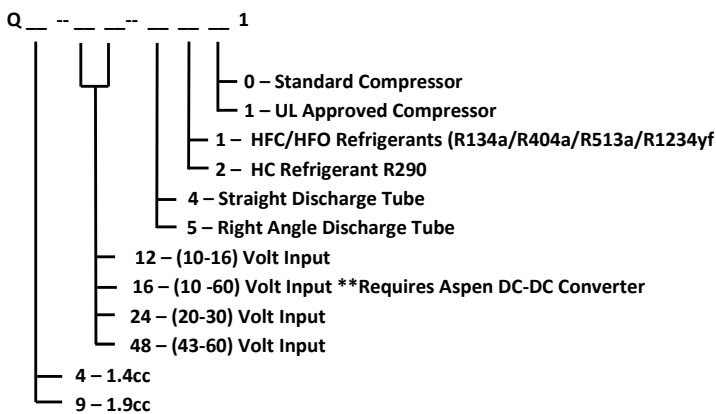 Q __ -- __ __-- __ __ __ 1
0 – Standard Compressor
1 – UL Approved Compressor
1 – HFC/HFO Refrigerants (R134a/R404a/R513a/R1234yf
2 – HC Refrigerant R290
4 – Straight Discharge Tube
5 – Right Angle Discharge Tube
12 – (10-16) Volt Input
16 – (10 -60) Volt Input **Requires Aspen DC-DC Converter
24 – (20-30) Volt Input
48 – (43-60) Volt Input
4 – 1.4cc
9 – 1.9cc